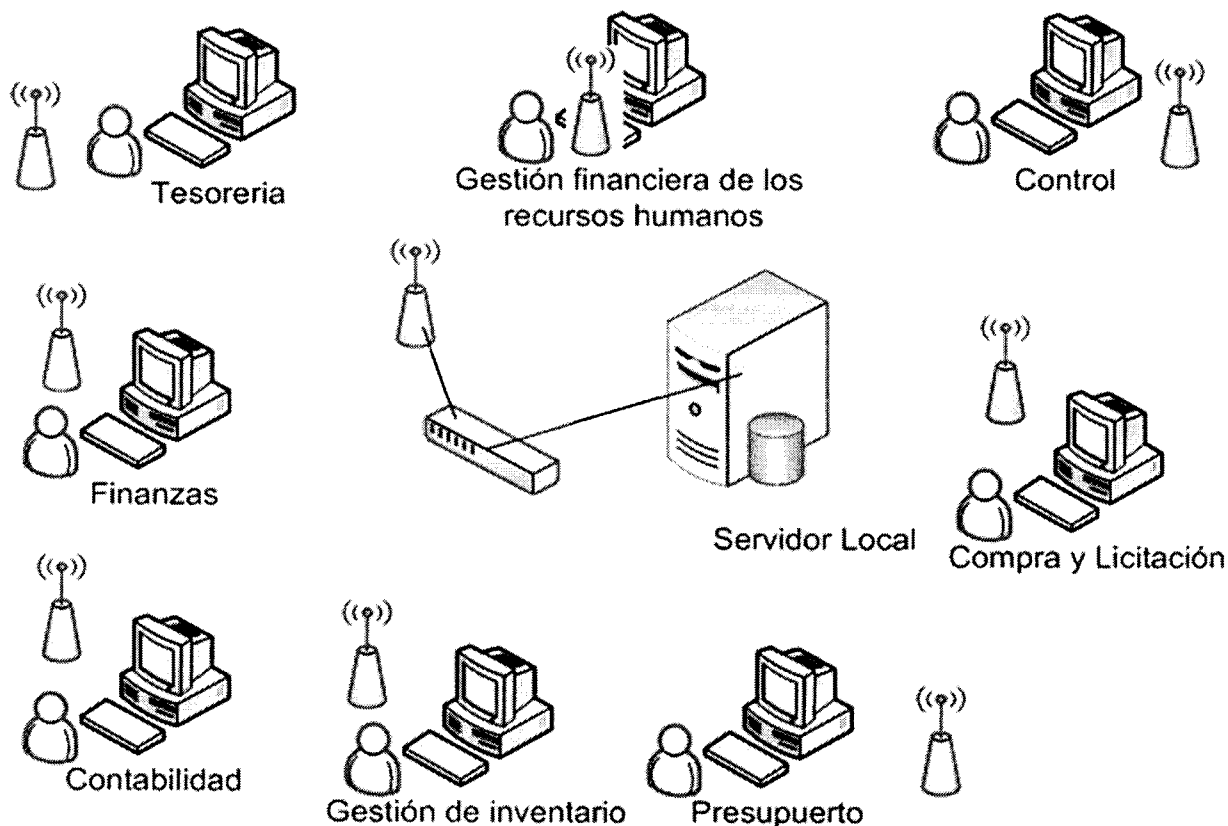 Tesoreria
Gestión financiera de los
recursos humanos
Control
Finanzas
Servidor Local
Compra y Licitación
Contabilidad
Gestión de inventario
Presupuerto